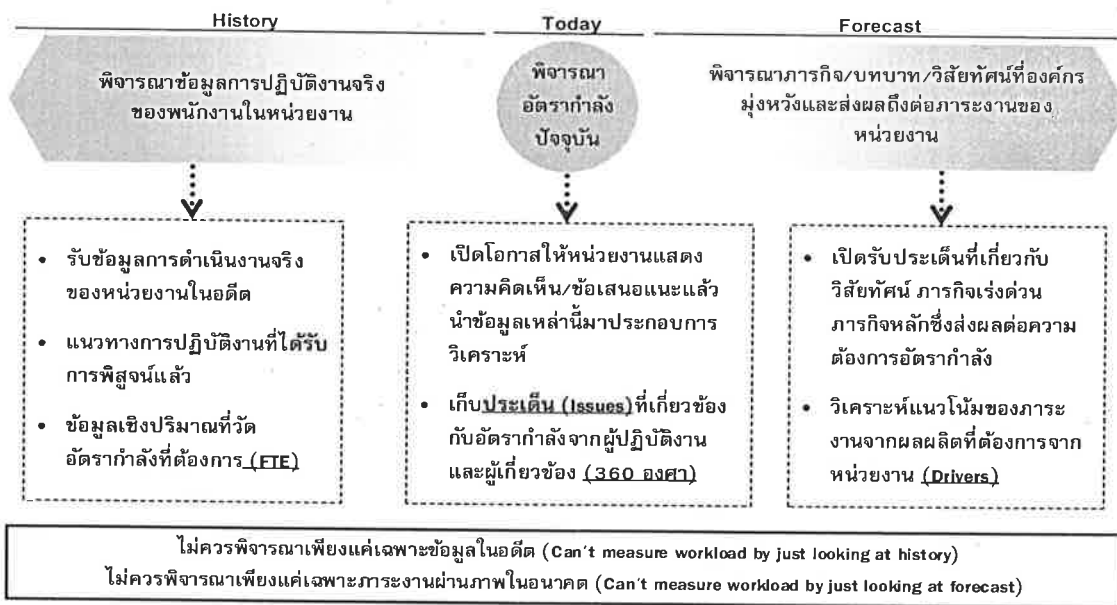 History
Today
Forecast
พิจารณาข้อมูลการปฏิบัติงานจริง
ของพนักงานในหน่วยงาน
พิจารณา
อัตรากำลัง
ปัจจุบัน
พิจารณาภารกิจ/บทบาท/วิสัยทัศน์ที่องค์กร
มุ่งหวังและส่งผลถึงต่อภาระงานของ
หน่วยงาน
• รับข้อมูลการดำเนินงานจริง
ของหน่วยงานในอดีต
• แนวทางการปฏิบัติงานที่ได้รับ
การพิสูจน์แล้ว
• ข้อมูลเชิงปริมาณที่วัด
อัตรากำลังที่ต้องการ (FTE)
• เปิดโอกาสให้หน่วยงานแสดง
ความคิดเห็น/ข้อเสนอแนะแล้ว
นำข้อมูลเหล่านี้มาประกอบการ
วิเคราะห์
• เก็บประเด็น (Issues)ที่เกี่ยวข้อง
กับอัตรากำลังจากผู้ปฏิบัติงาน
และผู้เกี่ยวข้อง (360 องศา)
• เปิดรับประเด็นที่เกี่ยวกับ
วิสัยทัศน์ ภารกิจเร่งด่วน
ภารกิจหลักซึ่งส่งผลต่อความ
ต้องการอัตรากำลัง
• วิเคราะห์แนวโน้มของภาระ
งานจากผลผลิตที่ต้องการจาก
หน่วยงาน (Drivers)
ไม่ควรพิจารณาเพียงแค่เฉพาะข้อมูลในอดีต (Can't measure workload by just looking at history)
ไม่ควรพิจารณาเพียงแค่เฉพาะภาระงานผ่านภาพในอนาคต (Can't measure workload by just looking at forecast)